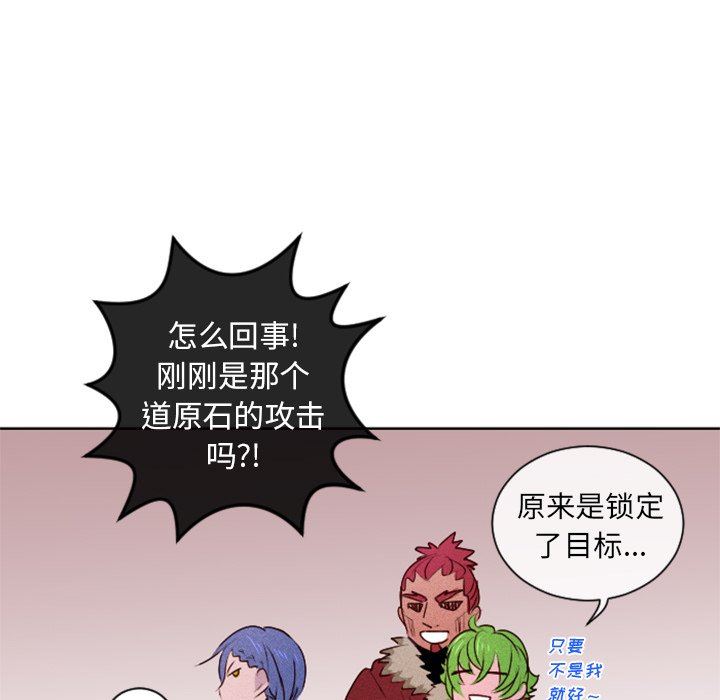 怎么回事!
刚刚是那个
道原石的攻击
吗?!
原来是锁定
了目标...
只要
不是我
就好~